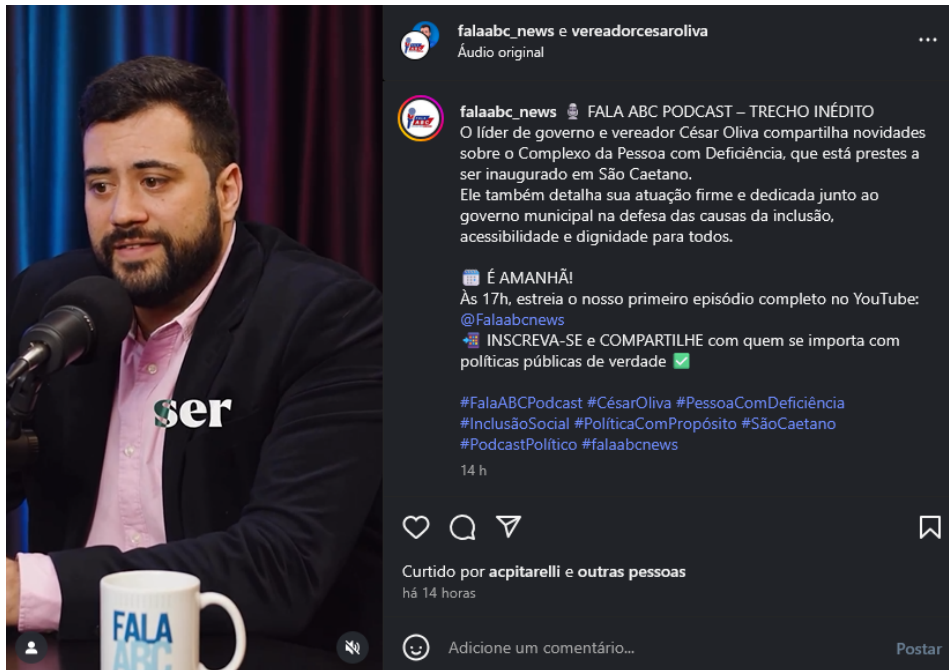 falaabc_news e vereadorcesaroliva
Áudio original
falaabc_news 🎙️ FALA ABC PODCAST – TRECHO INÉDITO
O líder de governo e vereador César Oliva compartilha novidades
sobre o Complexo da Pessoa com Deficiência, que está prestes a
ser inaugurado em São Caetano.
Ele também detalha sua atuação firme e dedicada junto ao
governo municipal na defesa das causas da inclusão,
acessibilidade e dignidade para todos.
🗓️ É AMANHÃ!
Às 17h, estreia o nosso primeiro episódio completo no YouTube:
@Falaabcnews
📲 INSCREVA-SE e COMPARTILHE com quem se importa com
políticas públicas de verdade ✅
#FalaABCPodcast #CésarOliva #PessoaComDeficiência
#InclusãoSocial #PolíticaComPropósito #SãoCaetano
#PodcastPolítico #falaabcnews
14 h
Curtido por acpitarelli e outras pessoas
há 14 horas
Adicione um comentário...
Postar
ser
FALA
ABC